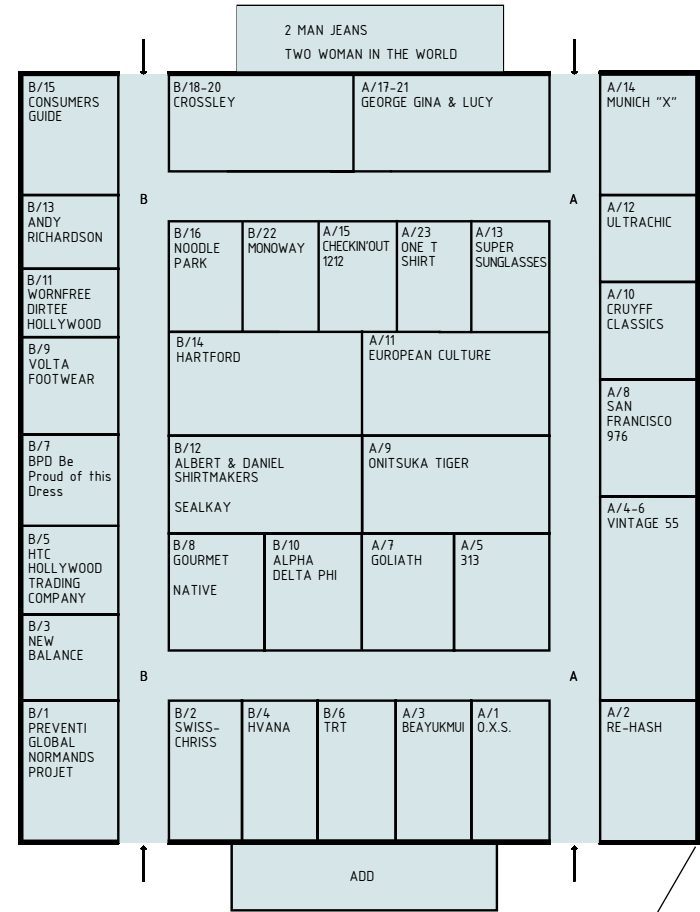 2 MAN JEANS
TWO WOMAN IN THE WORLD
B/15
CONSUMERS
GUIDE
B/18-20
CROSSLEY
A/17-21
GEORGE GINA & LUCY
A/14
MUNICH "X"
B
A
B/13
ANDY
RICHARDSON
A/12
ULTRACHIC
B/16
NOODLE
PARK
B/22
MONOWAY
A/15
CHECKIN'OUT
1212
A/23
ONE T
SHIRT
A/13
SUPER
SUNGLASSES
B/11
WORNFREE
DIRTEE
HOLLYWOOD
A/10
CRUYFF
CLASSICS
B/9
VOLTA
FOOTWEAR
B/14
HARTFORD
A/11
EUROPEAN CULTURE
A/8
SAN
FRANCISCO
976
B/7
BPD Be
Proud of this
Dress
B/12
ALBERT & DANIEL
SHIRTMAKERS
SEALKAY
A/9
ONITSUKA TIGER
A/4-6
VINTAGE 55
B/5
HTC
HOLLYWOOD
TRADING
COMPANY
B/8
GOURMET
NATIVE
B/10
ALPHA
DELTA PHI
A/7
GOLIATH
A/5
313
B/3
NEW
BALANCE
B
A
B/1
PREVENTI
GLOBAL
NORMANDS
PROJET
B/2
SWISS-
CHRISS
B/4
HVANA
B/6
TRT
A/3
BEAYUKMUI
A/1
O.X.S.
A/2
RE-HASH
ADD